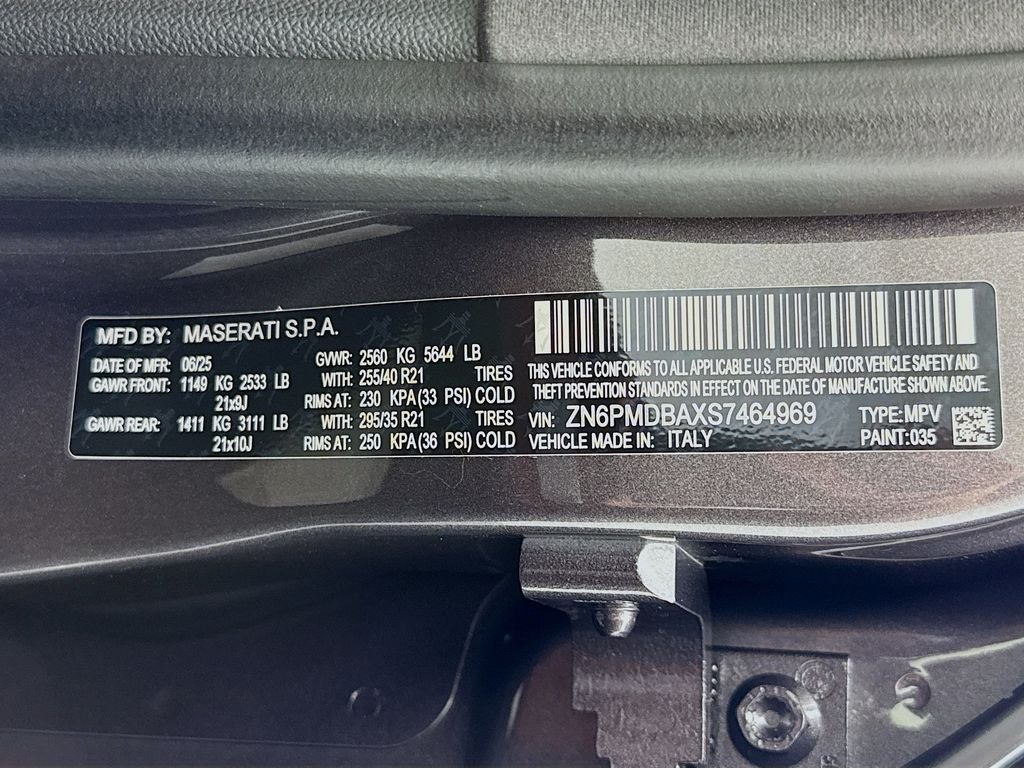 MFD BY: MASERATI S.P.A.
DATE OF MFR: 06/25 GVWR: 2560 KG 5644 LB
GAWR FRONT: 1149 KG 2533 LB WITH: 255/40 R21 TIRES
21x9J RIMS AT: 230 KPA(33 PSI) COLD
GAWR REAR: 1411 KG 3111 LB WITH: 295/35 R21 TIRES
21x10J RIMS AT: 250 KPA(36 PSI) COLD
THIS VEHICLE CONFORMS TO ALL APPLICABLE U.S. FEDERAL MOTOR VEHICLE SAFETY AND
THEFT PREVENTION STANDARDS IN EFFECT ON THE DATE OF MANUFACTURE SHOWN ABOVE.
VIN: ZN6PMDBAXS7464969 TYPE:MPV
VEHICLE MADE IN: ITALY PAINT:035